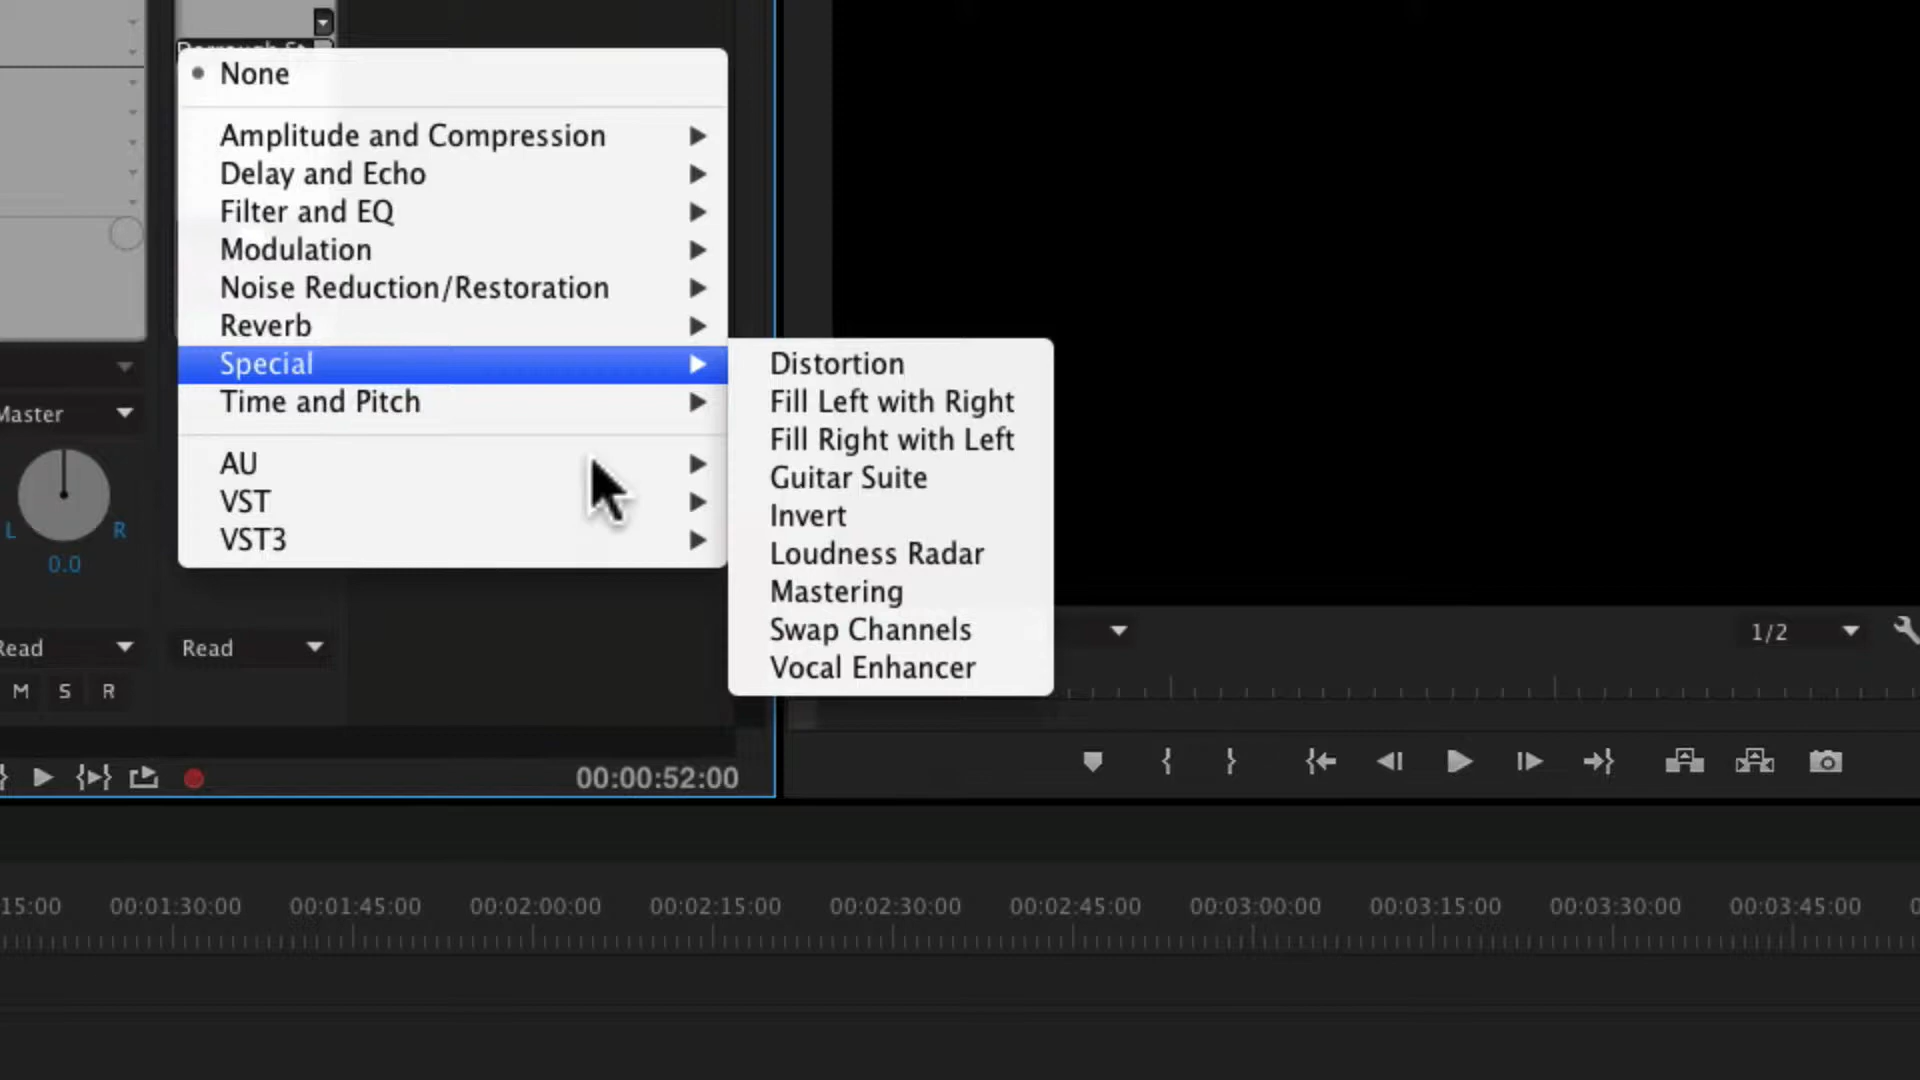 None
Amplitude and Compression
Delay and Echo
Filter and EQ
Modulation
Noise Reduction/Restoration
Reverb
Special
Time and Pitch
AU
VST
VST3
Distortion
Fill Left with Right
Fill Right with Left
Guitar Suite
Invert
Loudness Radar
Mastering
Swap Channels
Vocal Enhancer
Master
L R
0.0
Read Read
M S R
00:00:52:00
1/2
15:00 00:01:30:00 00:01:45:00 00:02:00:00 00:02:15:00 00:02:30:00 00:02:45:00 00:03:00:00 00:03:15:00 00:03:30:00 00:03:45:00